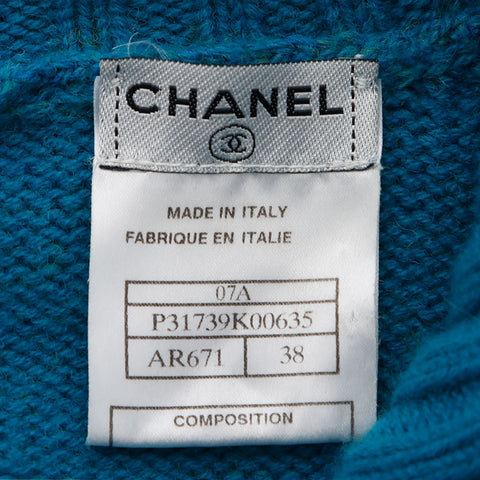 CHANEL
MADE IN ITALY
FABRIQUE EN ITALIE
07A
P31739K00635
AR671 38
COMPOSITION